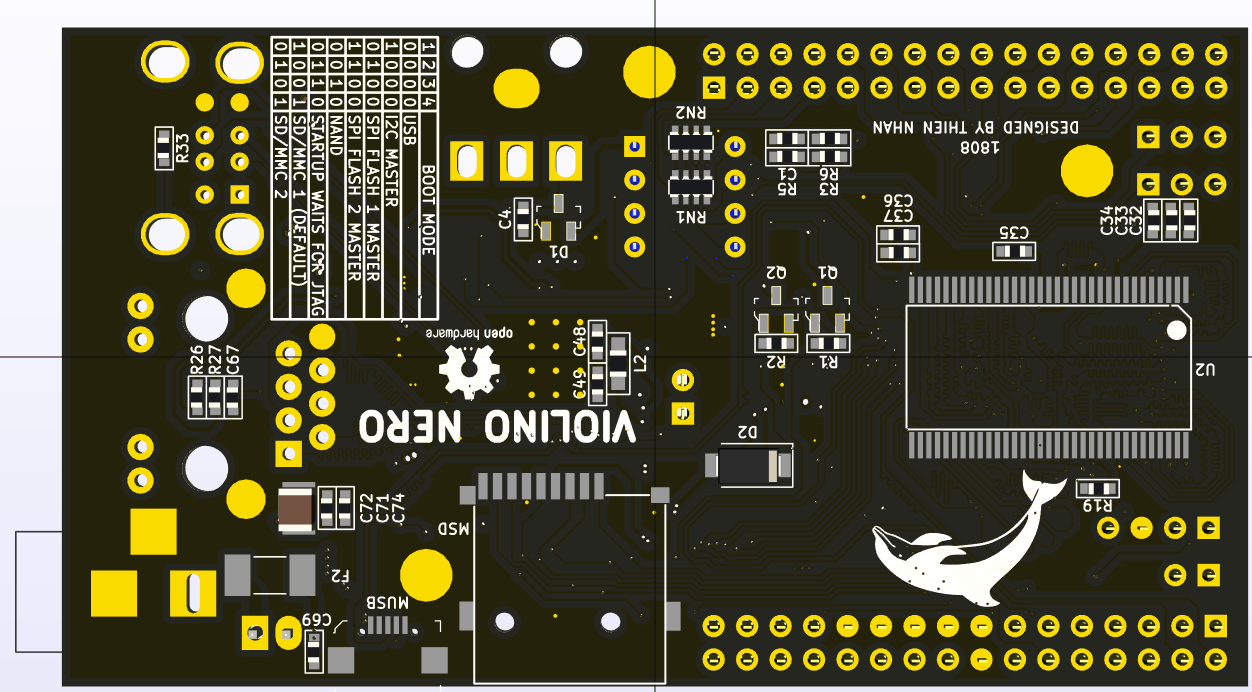 1 2 3 4 BOOT MODE
0 0 0 0 USB
1 0 0 0 I2C MASTER
0 1 0 0 SPI FLASH 1 MASTER
1 1 0 0 SPI FLASH 2 MASTER
0 0 1 0 NAND
0 1 1 0 STARTUP WAITS FOR JTAG
1 0 0 1 SD/MMC 1 (DEFAULT)
0 1 0 1 SD/MMC 2
R33
C4
D1
RN2
RN1
C1
R5
R6
R3
DESIGNED BY THIEN NHAN
1808
C36
C37
C35
C34
C33
C32
Q2
Q1
R2
R1
U2
open hardware
C48
C49
L2
R26
R27
C67
VIOLINO NERO
D2
C72
C71
C74
MSD
F2
MUSB
C69
R19